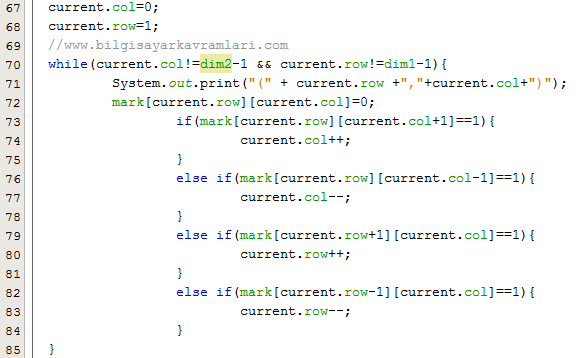 67 current.col=0;
68 current.row=1;
69 //www.bilgisayarkavramlari.com
70 while(current.col!=dim2-1 && current.row!=dim1-1){
71 System.out.print("(" + current.row +","+current.col+")");
72 mark[current.row][current.col]=0;
73 if(mark[current.row][current.col+1]==1){
74 current.col++;
75 }
76 else if(mark[current.row][current.col-1]==1){
77 current.col--;
78 }
79 else if(mark[current.row+1][current.col]==1){
80 current.row++;
81 }
82 else if(mark[current.row-1][current.col]==1){
83 current.row--;
84 }
85 }